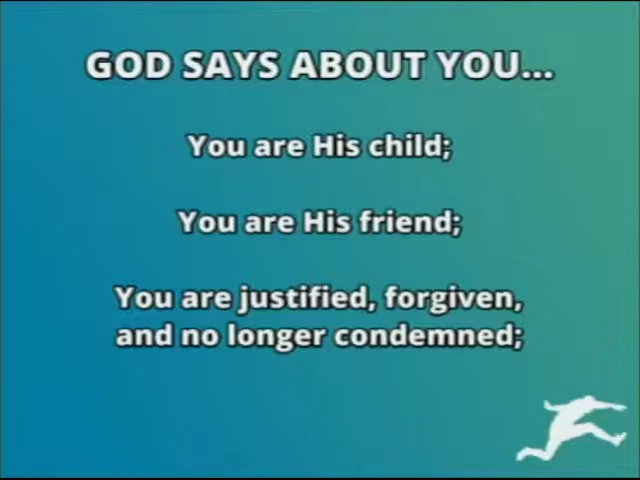 GOD SAYS ABOUT YOU...
You are His child;
You are His friend;
You are justified, forgiven,
and no longer condemned;